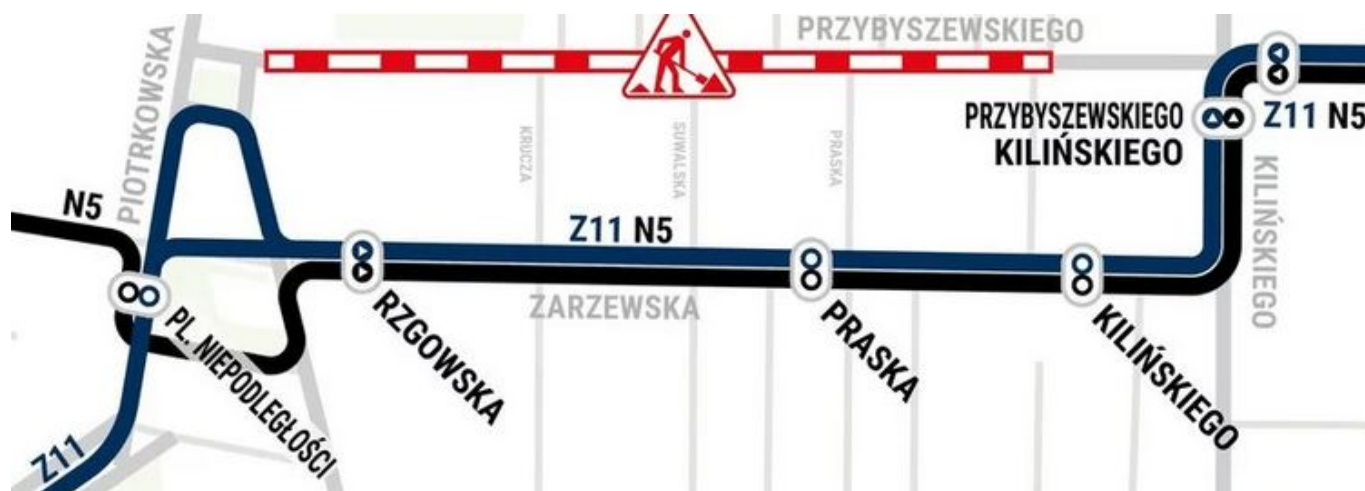 PRZYBYSZEWSKIEGO
PIOTRKOWSKA
PRZYBYSZEWSKIEGO
KILIŃSKIEGO
Z11 N5
KRUCZA
SUWALSKA
PRASKA
KILIŃSKIEGO
N5
Z11 N5
ZARZEWSKA
RZGOWSKA
PRASKA
KILIŃSKIEGO
PL. NIEPODLEGŁOŚCI
Z11